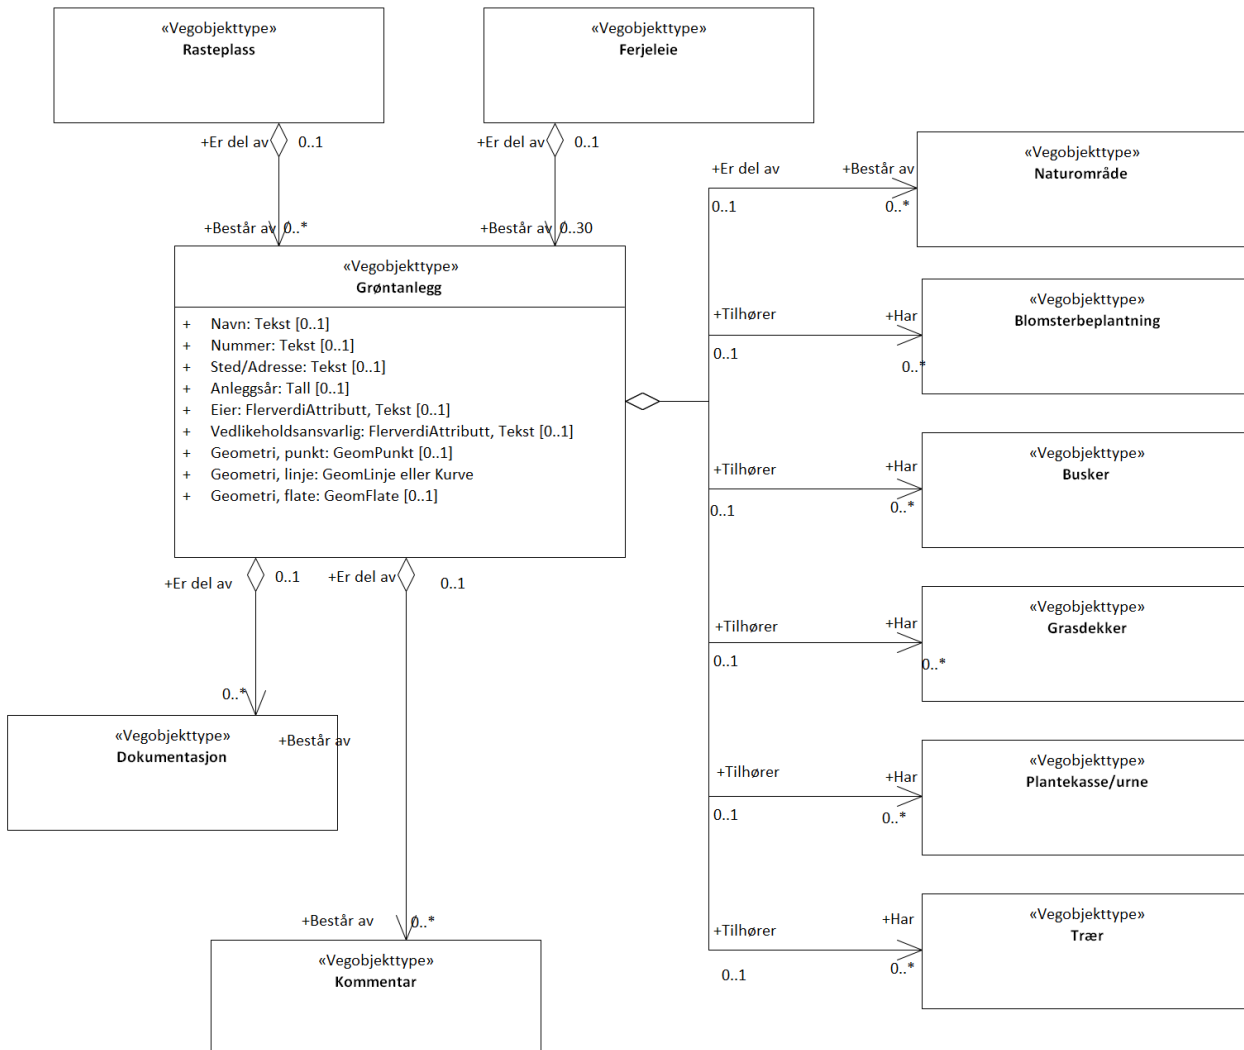 «Vegobjekttype»
Rasteplass
«Vegobjekttype»
Ferjeleie
+Er del av
0..1
+Er del av
0..1
+Består av
0..*
+Består av
0..30
«Vegobjekttype»
Grøntanlegg
+ Navn: Tekst [0..1]
+ Nummer: Tekst [0..1]
+ Sted/Adresse: Tekst [0..1]
+ Anleggsår: Tall [0..1]
+ Eier: FlerverdiAttributt, Tekst [0..1]
+ Vedlikeholdsansvarlig: FlerverdiAttributt, Tekst [0..1]
+ Geometri, punkt: GeomPunkt [0..1]
+ Geometri, linje: GeomLinje eller Kurve
+ Geometri, flate: GeomFlate [0..1]
+Er del av
+Består av
0..1
0..*
«Vegobjekttype»
Naturområde
+Tilhører
+Har
0..1
0..*
«Vegobjekttype»
Blomsterbeplantning
+Tilhører
+Har
0..1
0..*
«Vegobjekttype»
Busker
+Tilhører
+Har
0..1
0..*
«Vegobjekttype»
Grasdekker
+Tilhører
+Har
0..1
0..*
«Vegobjekttype»
Plantekasse/urne
+Tilhører
+Har
0..1
0..*
«Vegobjekttype»
Trær
+Er del av
0..1
+Er del av
0..1
0..*
+Består av
«Vegobjekttype»
Dokumentasjon
+Består av
0..*
«Vegobjekttype»
Kommentar